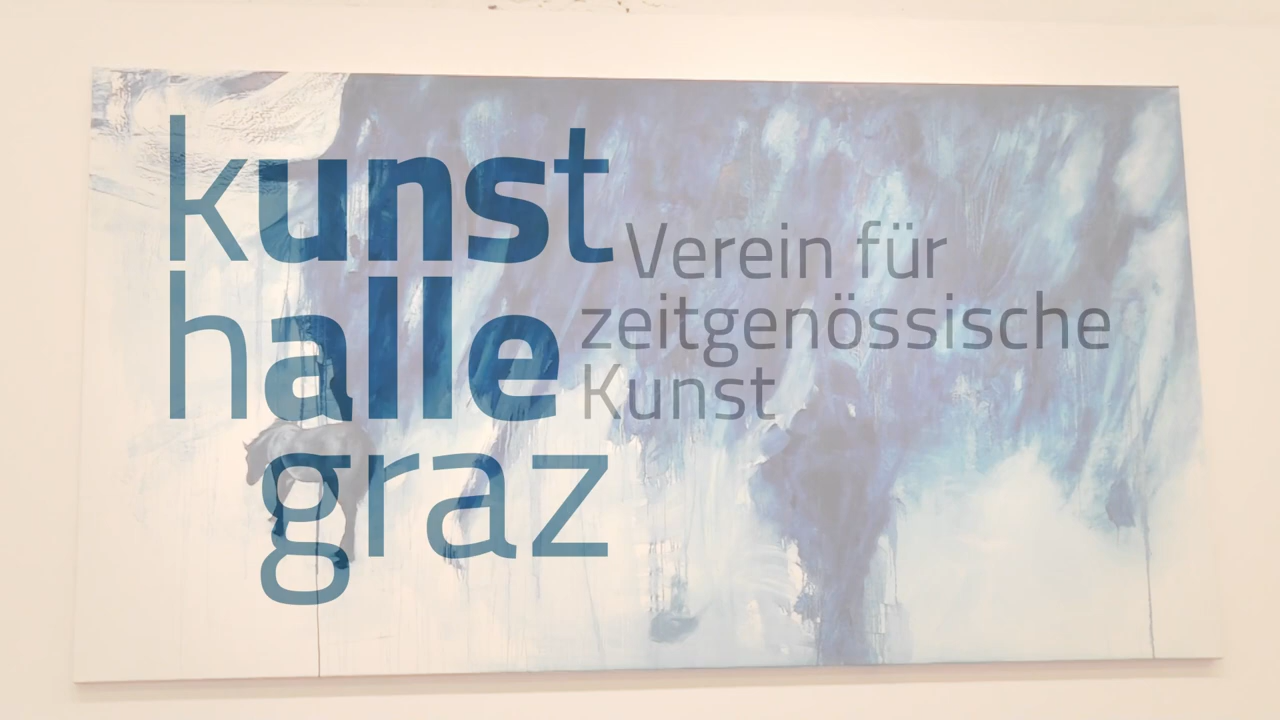 kunst
halle
graz
Verein für
zeitgenössische
Kunst